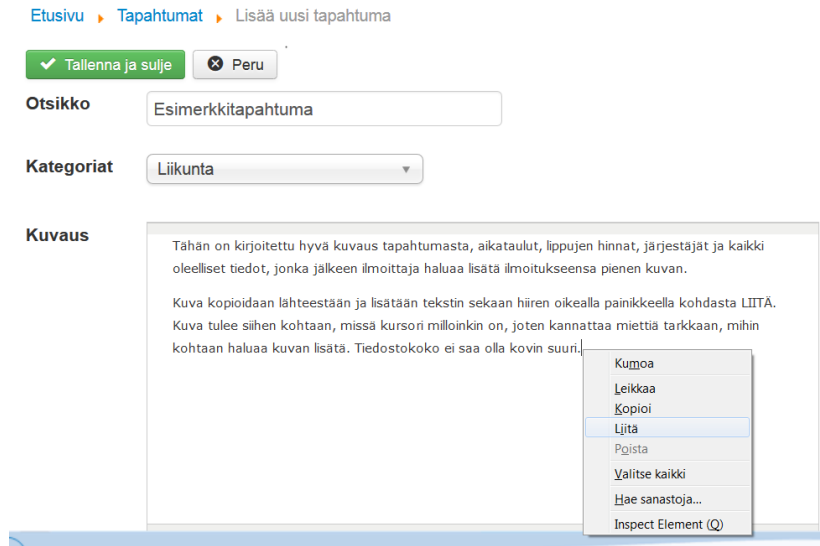 Etusivu Tapahtumat Lisää uusi tapahtuma
Tallenna ja sulje Peru
Otsikko Esimerkkitapahtuma
Kategoriat Liikunta
Kuvaus
Tähän on kirjoitettu hyvä kuvaus tapahtumasta, aikataulut, lippujen hinnat, järjestäjät ja kaikki
oleelliset tiedot, jonka jälkeen ilmoittaja haluaa lisätä ilmoitukseensa pienen kuvan.
Kuva kopioidaan lähteestään ja lisätään tekstin sekaan hiiren oikealla painikkeella kohdasta LIITÄ.
Kuva tulee siihen kohtaan, missä kursori milloinkin on, joten kannattaa miettiä tarkkaan, mihin
kohtaan haluaa kuvan lisätä. Tiedostokoko ei saa olla kovin suuri.
Kumoa
Leikkaa
Kopioi
Liitä
Poista
Valitse kaikki
Hae sanastoja...
Inspect Element (Q)